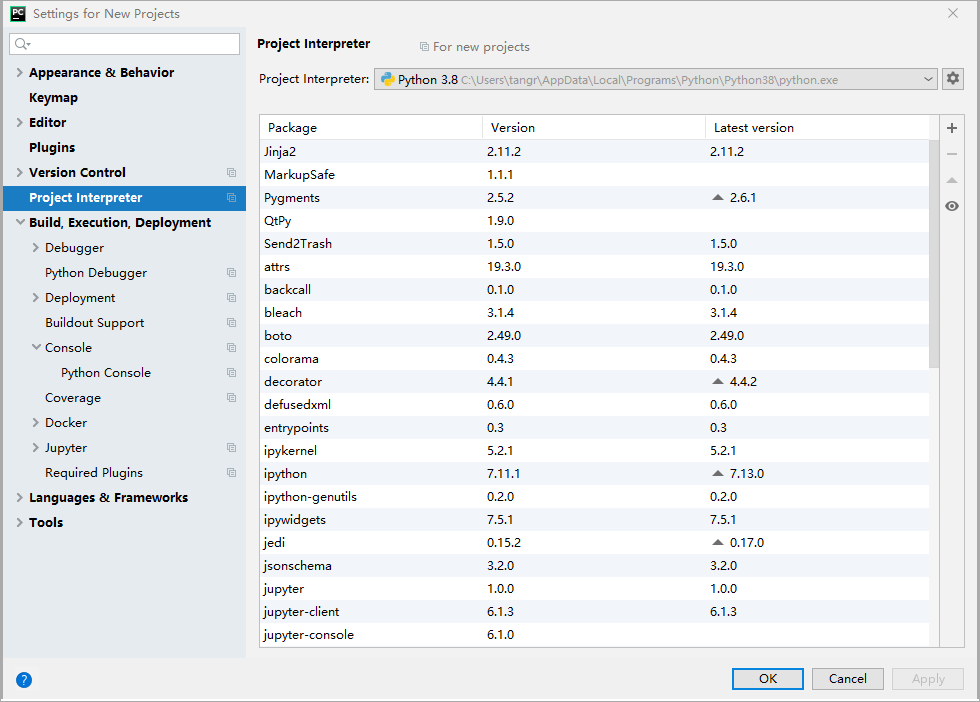 PC Settings for New Projects
Appearance & Behavior
Keymap
Editor
Plugins
Version Control
Project Interpreter
Build, Execution, Deployment
Debugger
Python Debugger
Deployment
Buildout Support
Console
Python Console
Coverage
Docker
Jupyter
Required Plugins
Languages & Frameworks
Tools
Project Interpreter For new projects
Project Interpreter: Python 3.8 C:\Users\tangr\AppData\Local\Programs\Python\Python38\python.exe
Package Version Latest version
Jinja2 2.11.2 2.11.2
MarkupSafe 1.1.1
Pygments 2.5.2 2.6.1
QtPy 1.9.0
Send2Trash 1.5.0 1.5.0
attrs 19.3.0 19.3.0
backcall 0.1.0 0.1.0
bleach 3.1.4 3.1.4
boto 2.49.0 2.49.0
colorama 0.4.3 0.4.3
decorator 4.4.1 4.4.2
defusedxml 0.6.0 0.6.0
entrypoints 0.3 0.3
ipykernel 5.2.1 5.2.1
ipython 7.11.1 7.13.0
ipython-genutils 0.2.0 0.2.0
ipywidgets 7.5.1 7.5.1
jedi 0.15.2 0.17.0
jsonschema 3.2.0 3.2.0
jupyter 1.0.0 1.0.0
jupyter-client 6.1.3 6.1.3
jupyter-console 6.1.0
? OK Cancel Apply